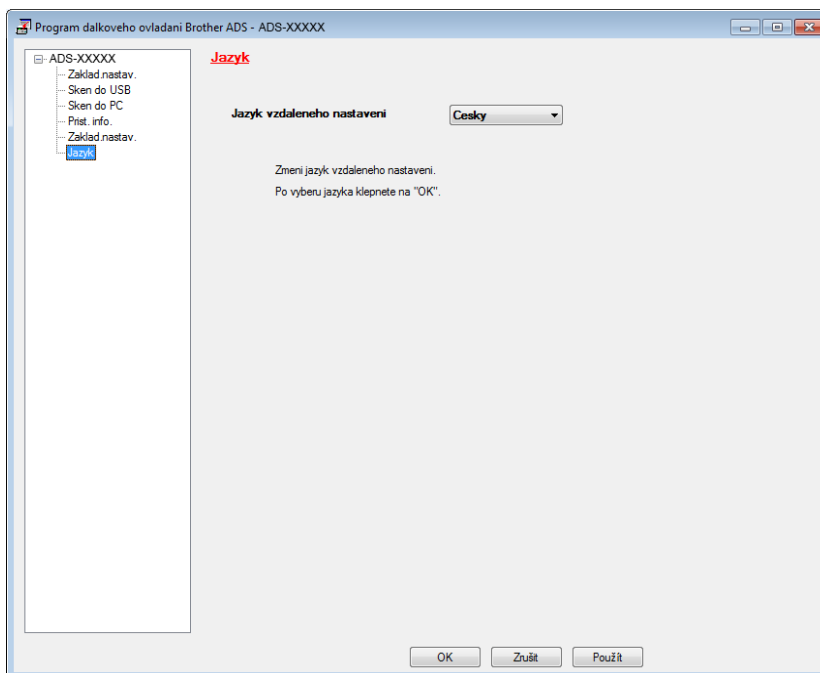 Program dalkoveho ovladani Brother ADS - ADS-XXXXX
ADS-XXXXX
Zaklad.nastav.
Sken do USB
Sken do PC
Prist. info.
Zaklad.nastav.
Jazyk
Jazyk
Jazyk vzdaleneho nastaveni
Cesky
Zmeni jazyk vzdaleneho nastaveni.
Po vyberu jazyka klepnete na "OK".
OK
Zrušit
Použít